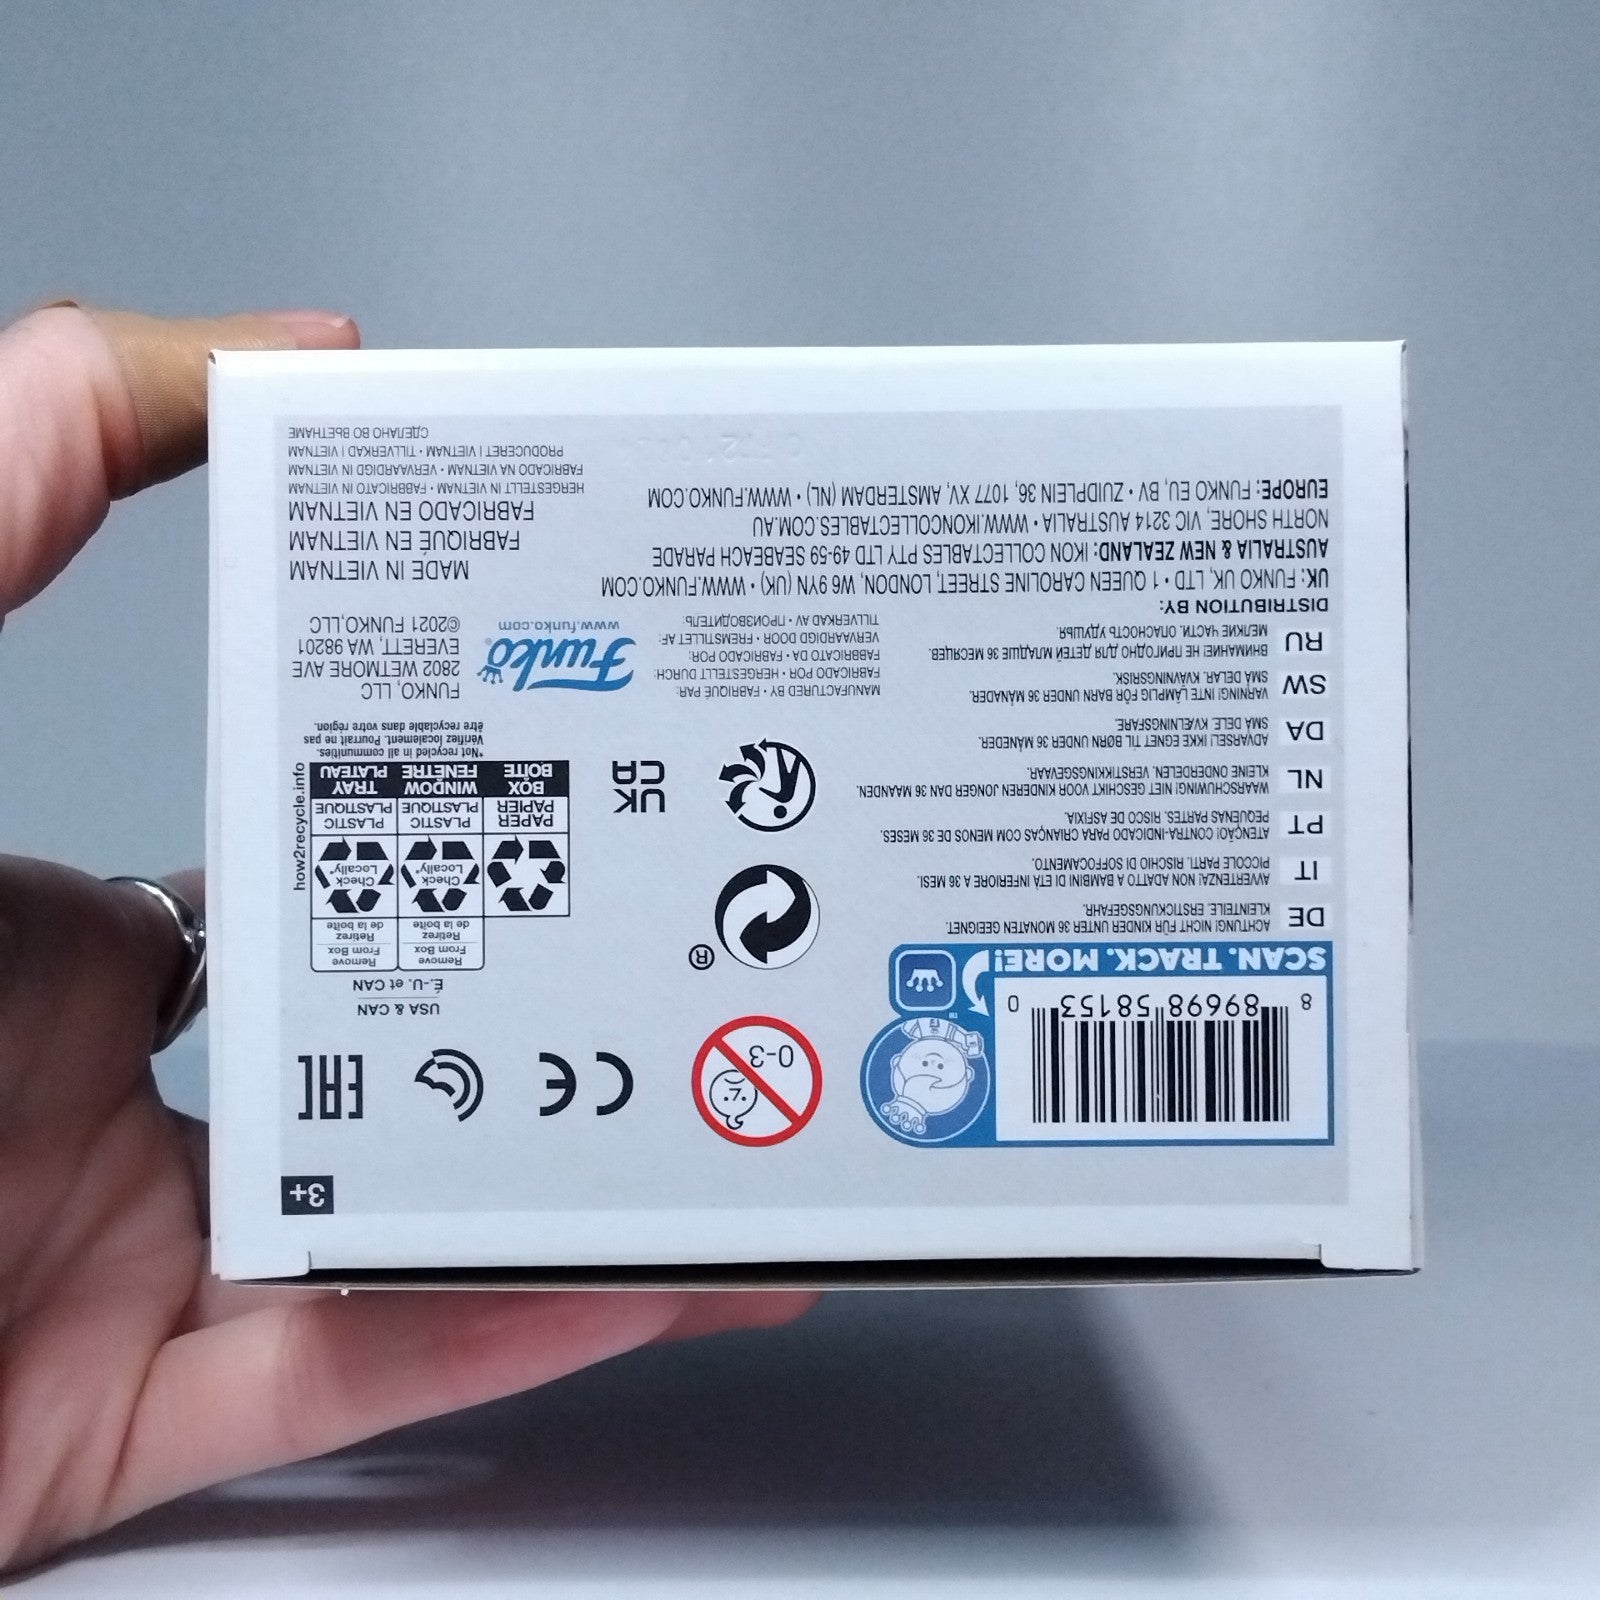 3+
8 89698 58153 0
SCAN. TRACK. MORE!
TM
0-3
CE
EAC
USA & CAN
É.-U. et CAN
Remove From Box
Retirez de la boîte
Remove From Box
Retirez de la boîte
Check Locally*
Check Locally*
PAPER
PAPIER
PLASTIC
PLASTIQUE
PLASTIC
PLASTIQUE
BOX
BOÎTE
WINDOW
FENÊTRE
TRAY
PLATEAU
how2recycle.info
*Not recycled in all communities.
Vérifiez localement. Pourrait ne pas
être recyclable dans votre région.
®
UK
CA
DE ACHTUNG! NICHT FÜR KINDER UNTER 36 MONATEN GEEIGNET.
KLEINTEILE. ERSTICKUNGSGEFAHR.
IT AVVERTENZA! NON ADATTO A BAMBINI DI ETÀ INFERIORE A 36 MESI.
PICCOLE PARTI. RISCHIO DI SOFFOCAMENTO.
PT ATENÇÃO! CONTRA-INDICADO PARA CRIANÇAS COM MENOS DE 36 MESES.
PEQUENAS PARTES. RISCO DE ASFIXIA.
NL WAARSCHUWING! NIET GESCHIKT VOOR KINDEREN JONGER DAN 36 MAANDEN.
KLEINE ONDERDELEN. VERSTIKKINGSGEVAAR.
DA ADVARSEL! IKKE EGNET TIL BØRN UNDER 36 MÅNEDER.
SMÅ DELE. KVÆLNINGSFARE.
SW VARNING! INTE LÄMPLIG FÖR BARN UNDER 36 MÅNADER.
SMÅ DELAR. KVÄVNINGSRISK.
RU ВНИМАНИЕ! НЕ ПРИГОДНО ДЛЯ ДЕТЕЙ МЛАДШЕ 36 МЕСЯЦЕВ.
МЕЛКИЕ ЧАСТИ. ОПАСНОСТЬ УДУШЬЯ.
MANUFACTURED BY • FABRIQUÉ PAR:
FABRICADO POR • HERGESTELLT DURCH:
FABBRICATO DA • FABRICADO POR:
VERVAARDIGD DOOR • FREMSTILLET AF:
TILLVERKAD AV • ПРОИЗВОДИТЕЛЬ:
Funko®
www.funko.com
FUNKO, LLC
2802 WETMORE AVE
EVERETT, WA 98201
©2021 FUNKO,LLC
DISTRIBUTION BY:
UK: FUNKO UK, LTD • 1 QUEEN CAROLINE STREET, LONDON, W6 9YN (UK) • WWW.FUNKO.COM
AUSTRALIA & NEW ZEALAND: IKON COLLECTABLES PTY LTD 49-59 SEABEACH PARADE
NORTH SHORE, VIC 3214 AUSTRALIA • WWW.IKONCOLLECTABLES.COM.AU
EUROPE: FUNKO EU, BV • ZUIDPLEIN 36, 1077 XV, AMSTERDAM (NL) • WWW.FUNKO.COM
MADE IN VIETNAM
FABRIQUÉ EN VIETNAM
FABRICADO EN VIETNAM
HERGESTELLT IN VIETNAM • FABBRICATO IN VIETNAM
FABRICADO NA VIETNAM • VERVAARDIGD IN VIETNAM
PRODUCERET I VIETNAM • TILLVERKAD I VIETNAM
СДЕЛАНО ВО ВЬЕТНАМЕ